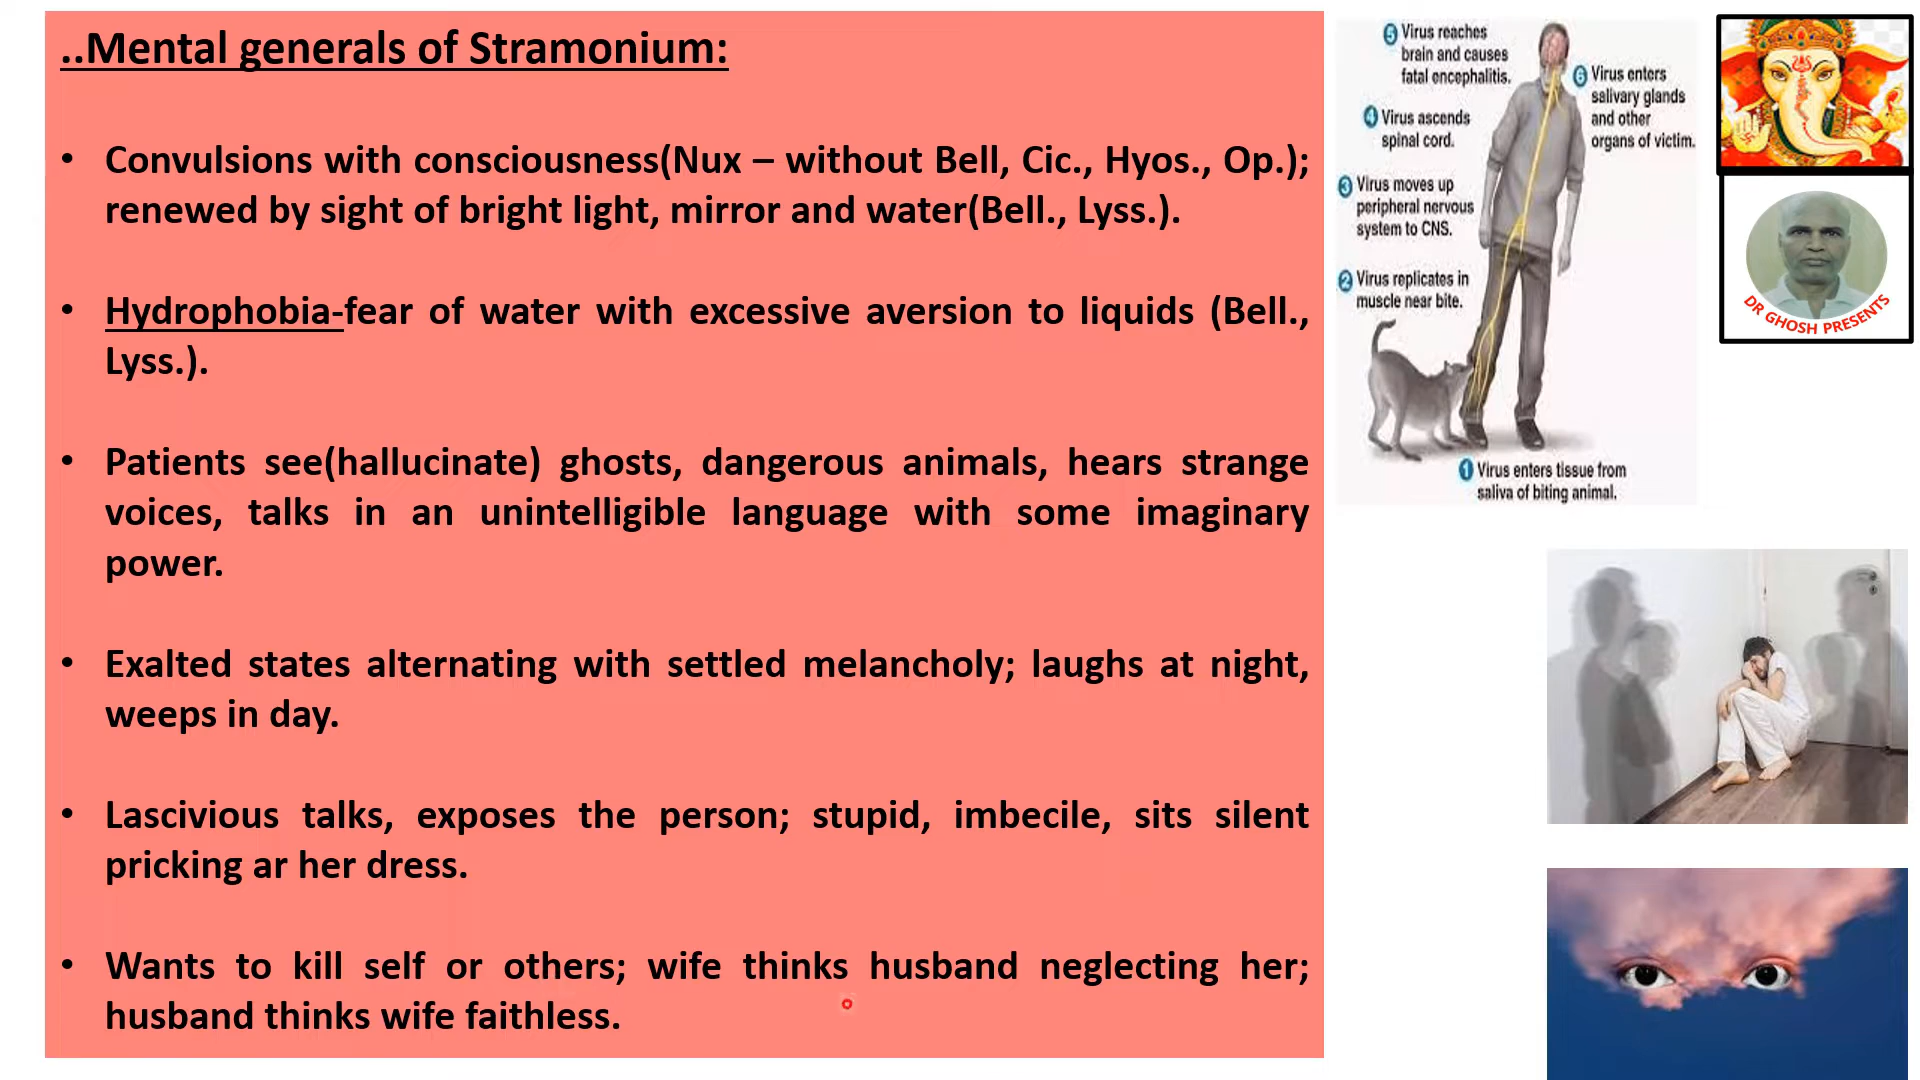 ..Mental generals of Stramonium:
• Convulsions with consciousness(Nux – without Bell, Cic., Hyos., Op.);
renewed by sight of bright light, mirror and water(Bell., Lyss.).
• Hydrophobia-fear of water with excessive aversion to liquids (Bell.,
Lyss.).
• Patients see(hallucinate) ghosts, dangerous animals, hears strange
voices, talks in an unintelligible language with some imaginary
power.
• Exalted states alternating with settled melancholy; laughs at night,
weeps in day.
• Lascivious talks, exposes the person; stupid, imbecile, sits silent
pricking ar her dress.
• Wants to kill self or others; wife thinks husband neglecting her;
husband thinks wife faithless.
5 Virus reaches
brain and causes
fatal encephalitis.
6 Virus enters
salivary glands
and other
organs of victim.
4 Virus ascends
spinal cord.
3 Virus moves up
peripheral nervous
system to CNS.
2 Virus replicates in
muscle near bite.
1 Virus enters tissue from
saliva of biting animal.
DR GHOSH PRESENTS